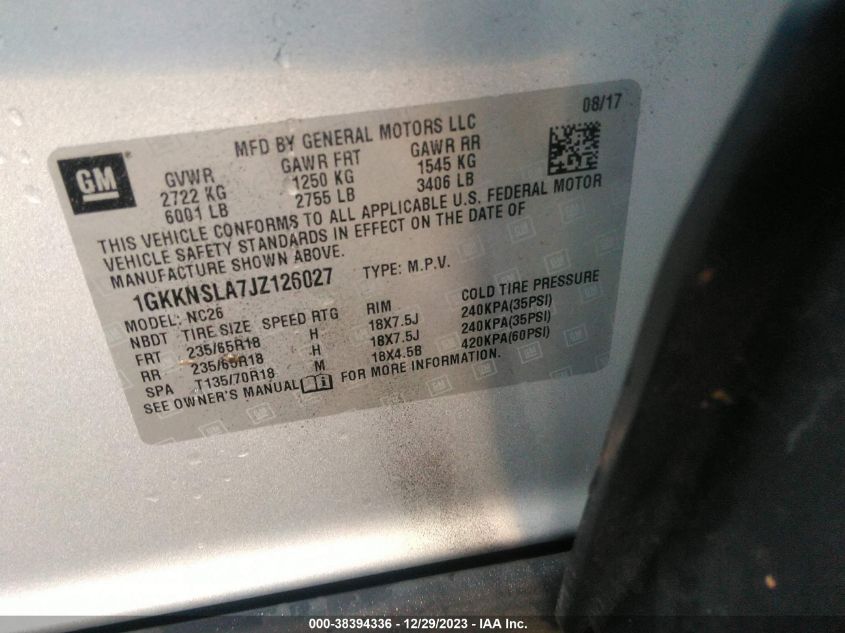 08/17
MFD BY GENERAL MOTORS LLC
GM
GVWR GAWR FRT GAWR RR
2722 KG 1250 KG 1545 KG
6001 LB 2755 LB 3406 LB
THIS VEHICLE CONFORMS TO ALL APPLICABLE U.S. FEDERAL MOTOR
VEHICLE SAFETY STANDARDS IN EFFECT ON THE DATE OF
MANUFACTURE SHOWN ABOVE.
1GKKNSLA7JZ126027 TYPE: M.P.V.
MODEL: NC26
NBDT TIRE SIZE SPEED RTG RIM COLD TIRE PRESSURE
FRT 235/65R18 H 18X7.5J 240KPA(35PSI)
RR 235/65R18 H 18X7.5J 240KPA(35PSI)
SPA T135/70R18 M 18X4.5B 420KPA(60PSI)
SEE OWNER'S MANUAL FOR MORE INFORMATION.
000-38394336 - 12/29/2023 - IAA Inc.